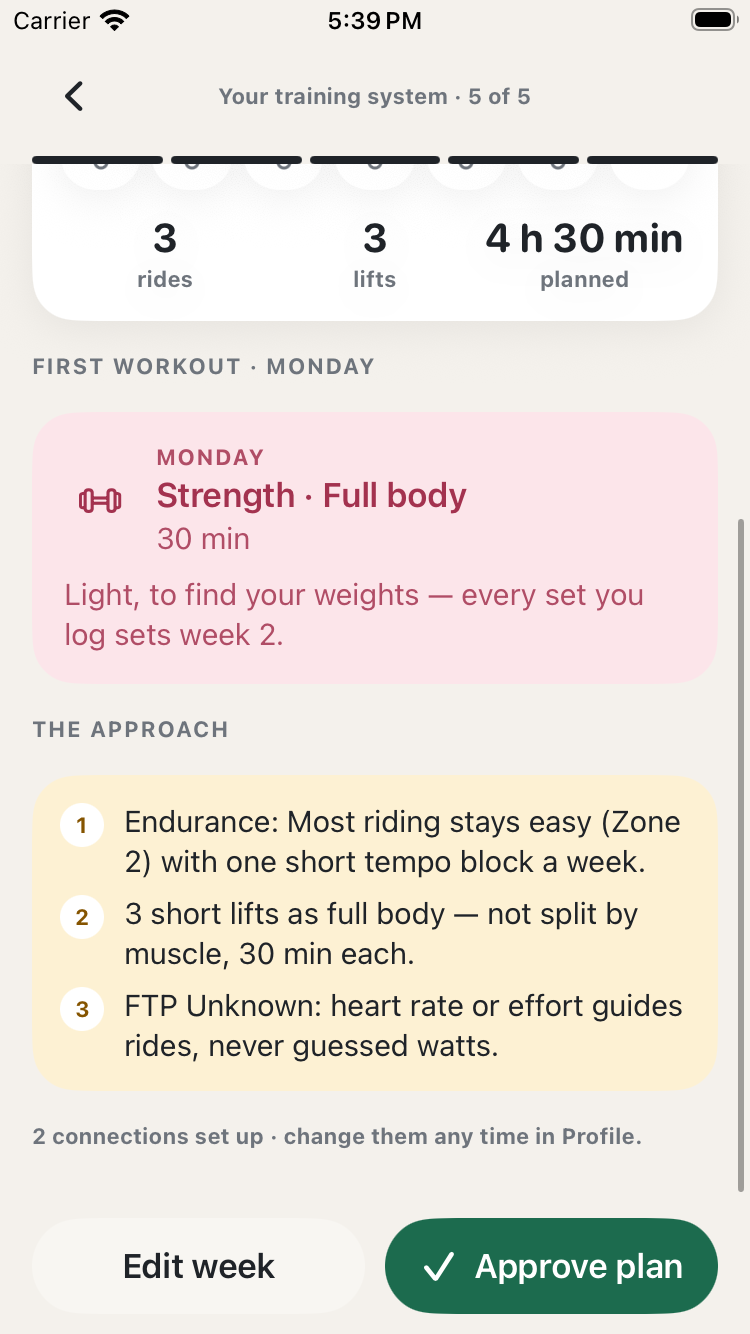 Carrier
5:39 PM
Your training system · 5 of 5
3
rides
3
lifts
4 h 30 min
planned
FIRST WORKOUT · MONDAY
MONDAY
Strength · Full body
30 min
Light, to find your weights — every set you
log sets week 2.
THE APPROACH
1
Endurance: Most riding stays easy (Zone
2) with one short tempo block a week.
2
3 short lifts as full body — not split by
muscle, 30 min each.
3
FTP Unknown: heart rate or effort guides
rides, never guessed watts.
2 connections set up · change them any time in Profile.
Edit week
Approve plan